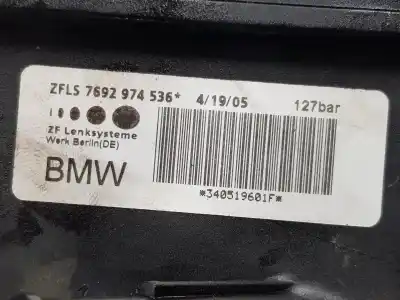 ZFLS 7692 974 536* 4/19/05 127bar
ZF Lenksysteme
Werk Berlin(DE)
BMW
*340519601F*